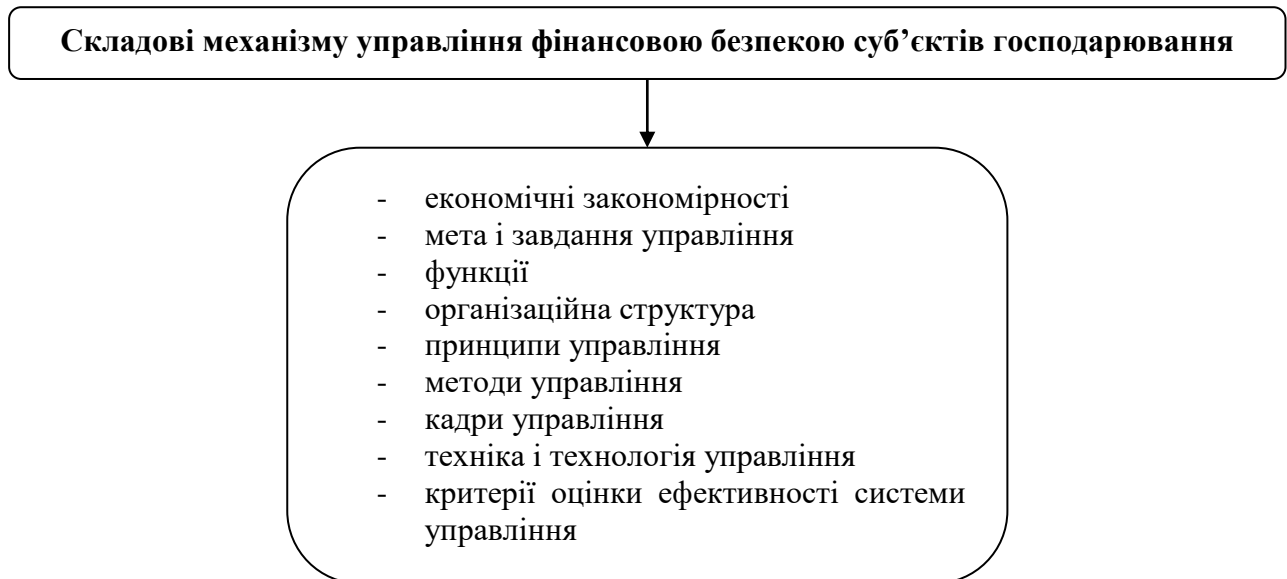 Складові механізму управління фінансовою безпекою суб’єктів господарювання
- економічні закономірності
- мета і завдання управління
- функції
- організаційна структура
- принципи управління
- методи управління
- кадри управління
- техніка і технологія управління
- критерії оцінки ефективності системи
управління